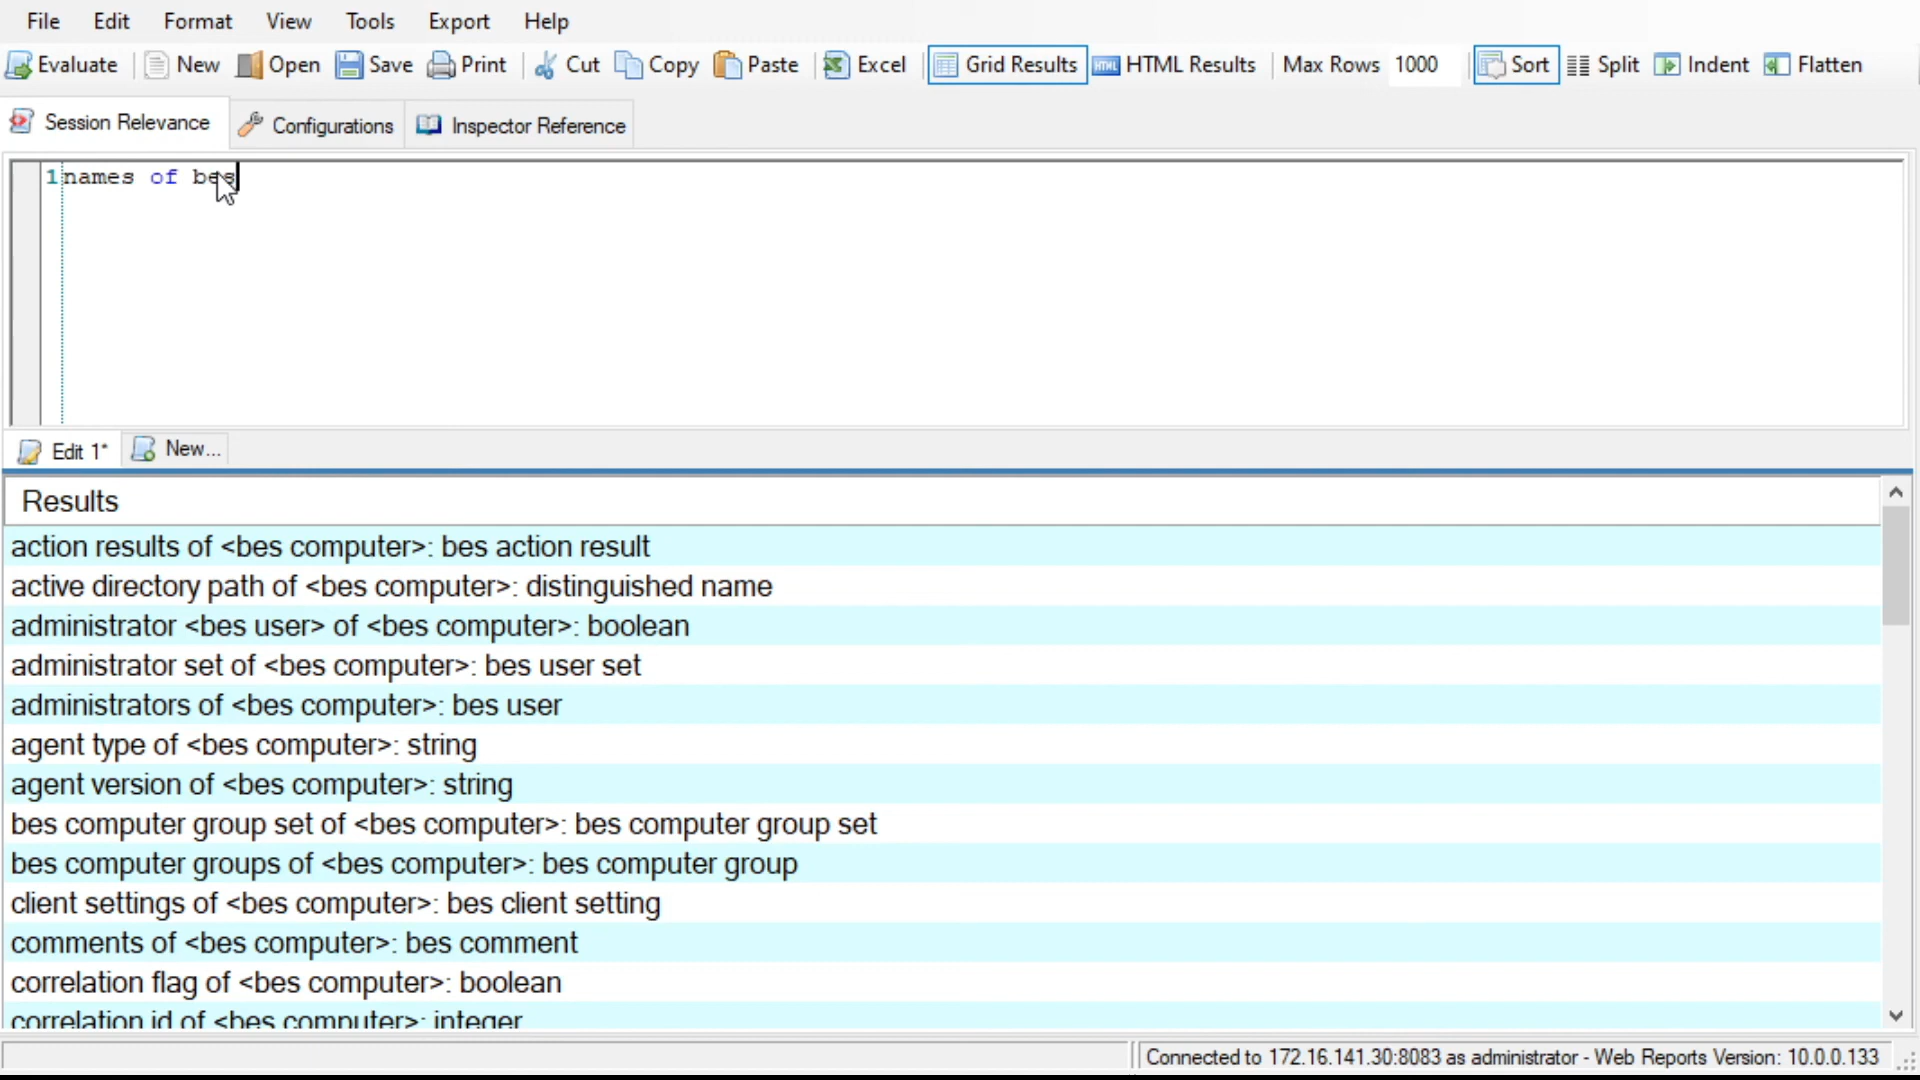 File Edit Format View Tools Export Help
Evaluate New Open Save Print Cut Copy Paste Excel Grid Results HTML Results Max Rows 1000 Sort Split Indent Flatten
Session Relevance Configurations Inspector Reference
1 names of bes
Edit 1* New...
Results
action results of <bes computer>: bes action result
active directory path of <bes computer>: distinguished name
administrator <bes user> of <bes computer>: boolean
administrator set of <bes computer>: bes user set
administrators of <bes computer>: bes user
agent type of <bes computer>: string
agent version of <bes computer>: string
bes computer group set of <bes computer>: bes computer group set
bes computer groups of <bes computer>: bes computer group
client settings of <bes computer>: bes client setting
comments of <bes computer>: bes comment
correlation flag of <bes computer>: boolean
correlation id of <bes computer>: integer
Connected to 172.16.141.30:8083 as administrator - Web Reports Version: 10.0.0.133